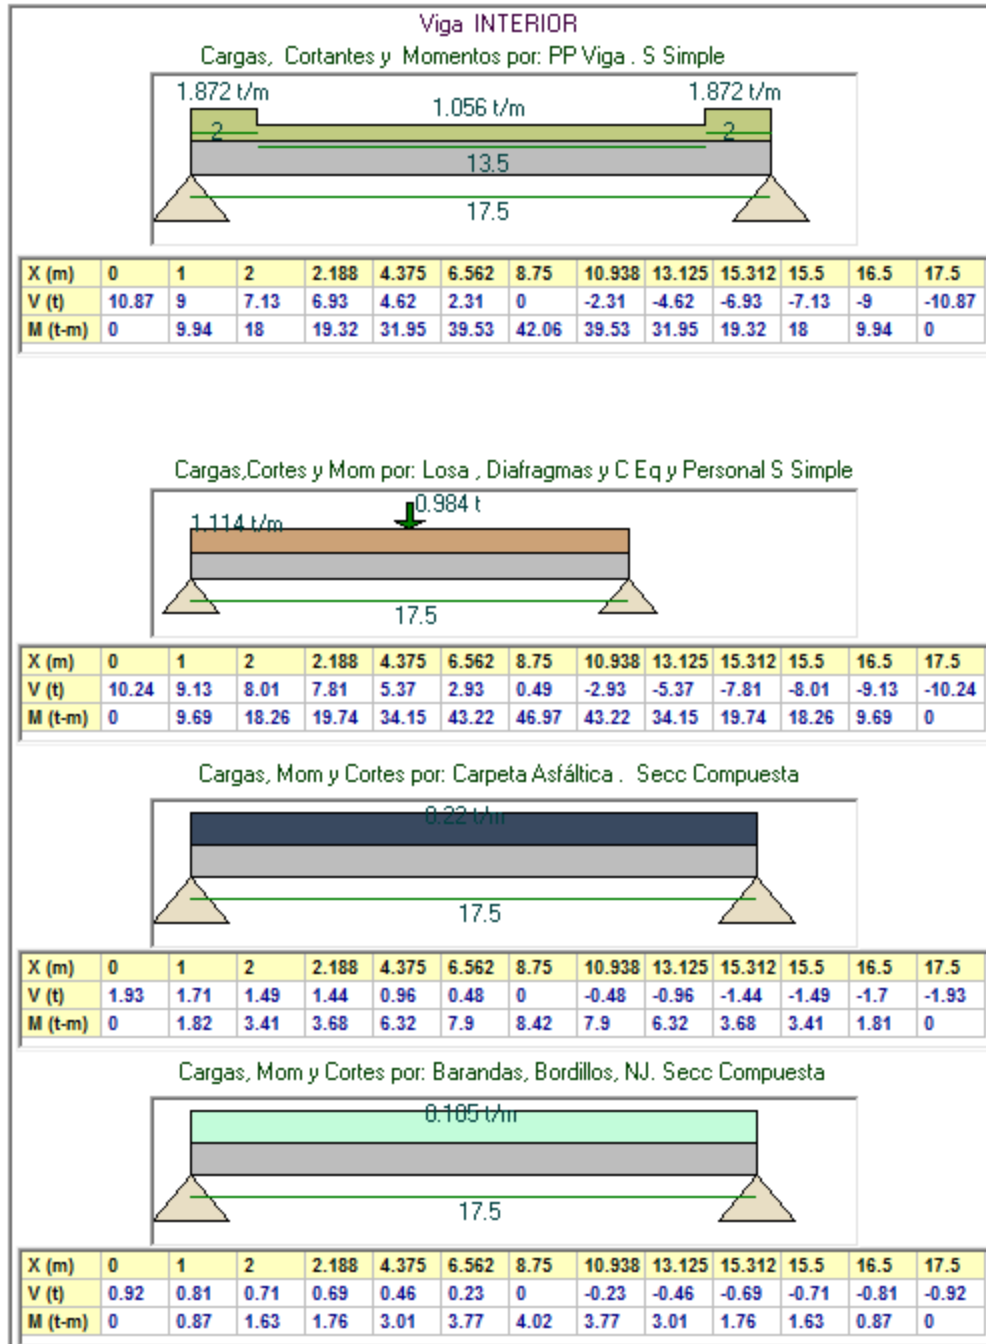 Viga INTERIOR
Cargas, Cortantes y Momentos por: PP Viga . S Simple
1.872 t/m 1.056 t/m 1.872 t/m
2 2
13.5
17.5
X (m) 0 1 2 2.188 4.375 6.562 8.75 10.938 13.125 15.312 15.5 16.5 17.5
V (t) 10.87 9 7.13 6.93 4.62 2.31 0 -2.31 -4.62 -6.93 -7.13 -9 -10.87
M (t-m) 0 9.94 18 19.32 31.95 39.53 42.06 39.53 31.95 19.32 18 9.94 0
Cargas,Cortes y Mom por: Losa , Diafragmas y C Eq y Personal S Simple
0.984 t
1.114 t/m
17.5
X (m) 0 1 2 2.188 4.375 6.562 8.75 10.938 13.125 15.312 15.5 16.5 17.5
V (t) 10.24 9.13 8.01 7.81 5.37 2.93 0.49 -2.93 -5.37 -7.81 -8.01 -9.13 -10.24
M (t-m) 0 9.69 18.26 19.74 34.15 43.22 46.97 43.22 34.15 19.74 18.26 9.69 0
Cargas, Mom y Cortes por: Carpeta Asfáltica . Secc Compuesta
0.22 t/m
17.5
X (m) 0 1 2 2.188 4.375 6.562 8.75 10.938 13.125 15.312 15.5 16.5 17.5
V (t) 1.93 1.71 1.49 1.44 0.96 0.48 0 -0.48 -0.96 -1.44 -1.49 -1.7 -1.93
M (t-m) 0 1.82 3.41 3.68 6.32 7.9 8.42 7.9 6.32 3.68 3.41 1.81 0
Cargas, Mom y Cortes por: Barandas, Bordillos, NJ. Secc Compuesta
0.105 t/m
17.5
X (m) 0 1 2 2.188 4.375 6.562 8.75 10.938 13.125 15.312 15.5 16.5 17.5
V (t) 0.92 0.81 0.71 0.69 0.46 0.23 0 -0.23 -0.46 -0.69 -0.71 -0.81 -0.92
M (t-m) 0 0.87 1.63 1.76 3.01 3.77 4.02 3.77 3.01 1.76 1.63 0.87 0